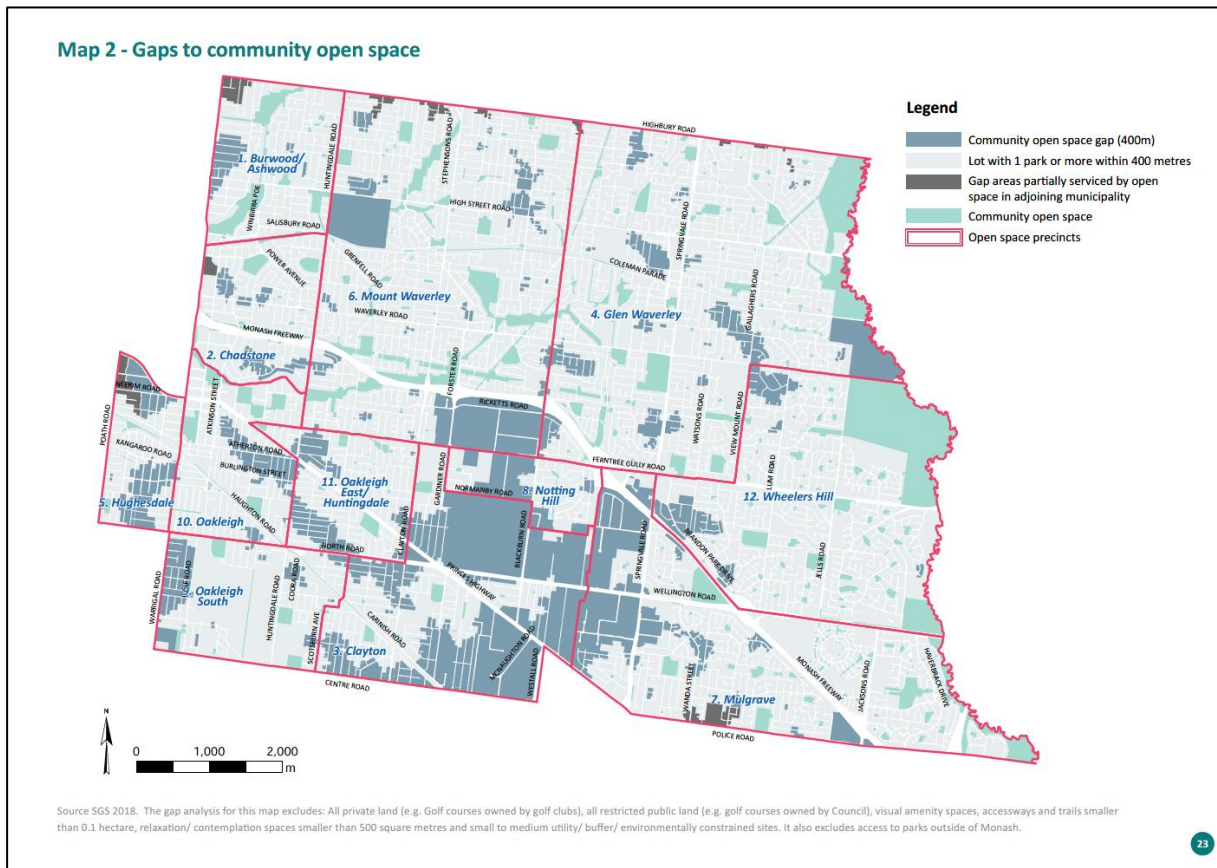 Map 2 - Gaps to community open space
Legend
Community open space gap (400m)
Lot with 1 park or more within 400 metres
Gap areas partially serviced by open
space in adjoining municipality
Community open space
Open space precincts
HIGHBURY ROAD
HUNTINGDALE ROAD
STEPHENSONS ROAD
1. Burwood/
Ashwood
WINBIRRA PDE
HIGH STREET ROAD
SALISBURY ROAD
SPRINGVALE ROAD
COLEMAN PARADE
POWER AVENUE
GRENFELL ROAD
6. Mount Waverley
WAVERLEY ROAD
4. Glen Waverley
GALLAGHERS ROAD
MONASH FREEWAY
2. Chadstone
FORSTER ROAD
NEERIM ROAD
ATKINSON STREET
RICKETTS ROAD
WATSONS ROAD
VIEW MOUNT ROAD
POATH ROAD
KANGAROO ROAD
ATHERTON ROAD
BURLINGTON STREET
FERNTREE GULLY ROAD
LUM ROAD
11. Oakleigh
East/
Huntingdale
GARDNER ROAD
NORMANBY ROAD
8. Notting
Hill
12. Wheelers Hill
5. Hughesdale
10. Oakleigh
HAUGHTON ROAD
CLAYTON ROAD
BLACKBURN ROAD
SPRINGVALE ROAD
BRANDON PARK DRIVE
NORTH ROAD
JELLS ROAD
PRINCES HIGHWAY
WELLINGTON ROAD
WARRIGAL ROAD
Oakleigh
South
HUNTINGDALE ROAD
COORA ROAD
SCOTSBURN AVE
CARINISH ROAD
3. Clayton
MCNAUGHTON ROAD
WESTALL ROAD
CENTRE ROAD
WANDA STREET
7. Mulgrave
MONASH FREEWAY
JACKSONS ROAD
HAVERBRACK DRIVE
POLICE ROAD
N
0 1,000 2,000
m
Source SGS 2018. The gap analysis for this map excludes: All private land (e.g. Golf courses owned by golf clubs), all restricted public land (e.g. golf courses owned by Council), visual amenity spaces, accessways and trails smaller
than 0.1 hectare, relaxation/ contemplation spaces smaller than 500 square metres and small to medium utility/ buffer/ environmentally constrained sites. It also excludes access to parks outside of Monash.
23